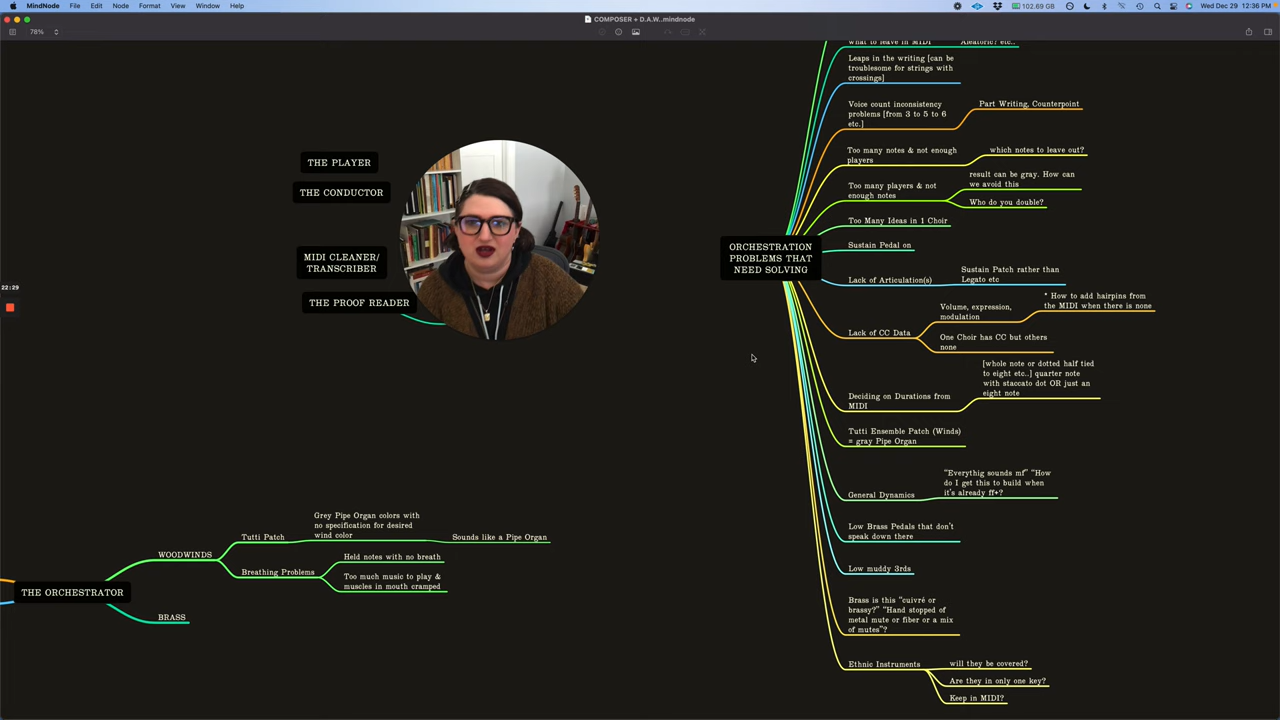 MindNode File Edit Node Format View Window Help
102.69 GB
Wed Dec 29 12:36 PM
COMPOSER + D.A.W..mindnode
78%
22:29
THE PLAYER
THE CONDUCTOR
MIDI CLEANER/
TRANSCRIBER
THE PROOF READER
THE ORCHESTRATOR
WOODWINDS
Tutti Patch
Grey Pipe Organ colors with
no specification for desired
wind color
Sounds like a Pipe Organ
Breathing Problems
Held notes with no breath
Too much music to play &
muscles in mouth cramped
BRASS
ORCHESTRATION
PROBLEMS THAT
NEED SOLVING
what to leave in MIDI
Aleatoric? etc..
Leaps in the writing [can be
troublesome for strings with
crossings]
Voice count inconsistency
problems [from 3 to 5 to 6
etc.]
Part Writing, Counterpoint
Too many notes & not enough
players
which notes to leave out?
Too many players & not
enough notes
result can be gray. How can
we avoid this
Who do you double?
Too Many Ideas in 1 Choir
Sustain Pedal on
Lack of Articulation(s)
Sustain Patch rather than
Legato etc
Lack of CC Data
Volume, expression,
modulation
* How to add hairpins from
the MIDI when there is none
One Choir has CC but others
none
Deciding on Durations from
MIDI
[whole note or dotted half tied
to eight etc..] quarter note
with staccato dot OR just an
eight note
Tutti Ensemble Patch (Winds)
= gray Pipe Organ
General Dynamics
"Everythig sounds mf" "How
do I get this to build when
it's already ff+?
Low Brass Pedals that don't
speak down there
Low muddy 3rds
Brass is this "cuivré or
brassy?" "Hand stopped of
metal mute or fiber or a mix
of mutes"?
Ethnic Instruments
will they be covered?
Are they in only one key?
Keep in MIDI?